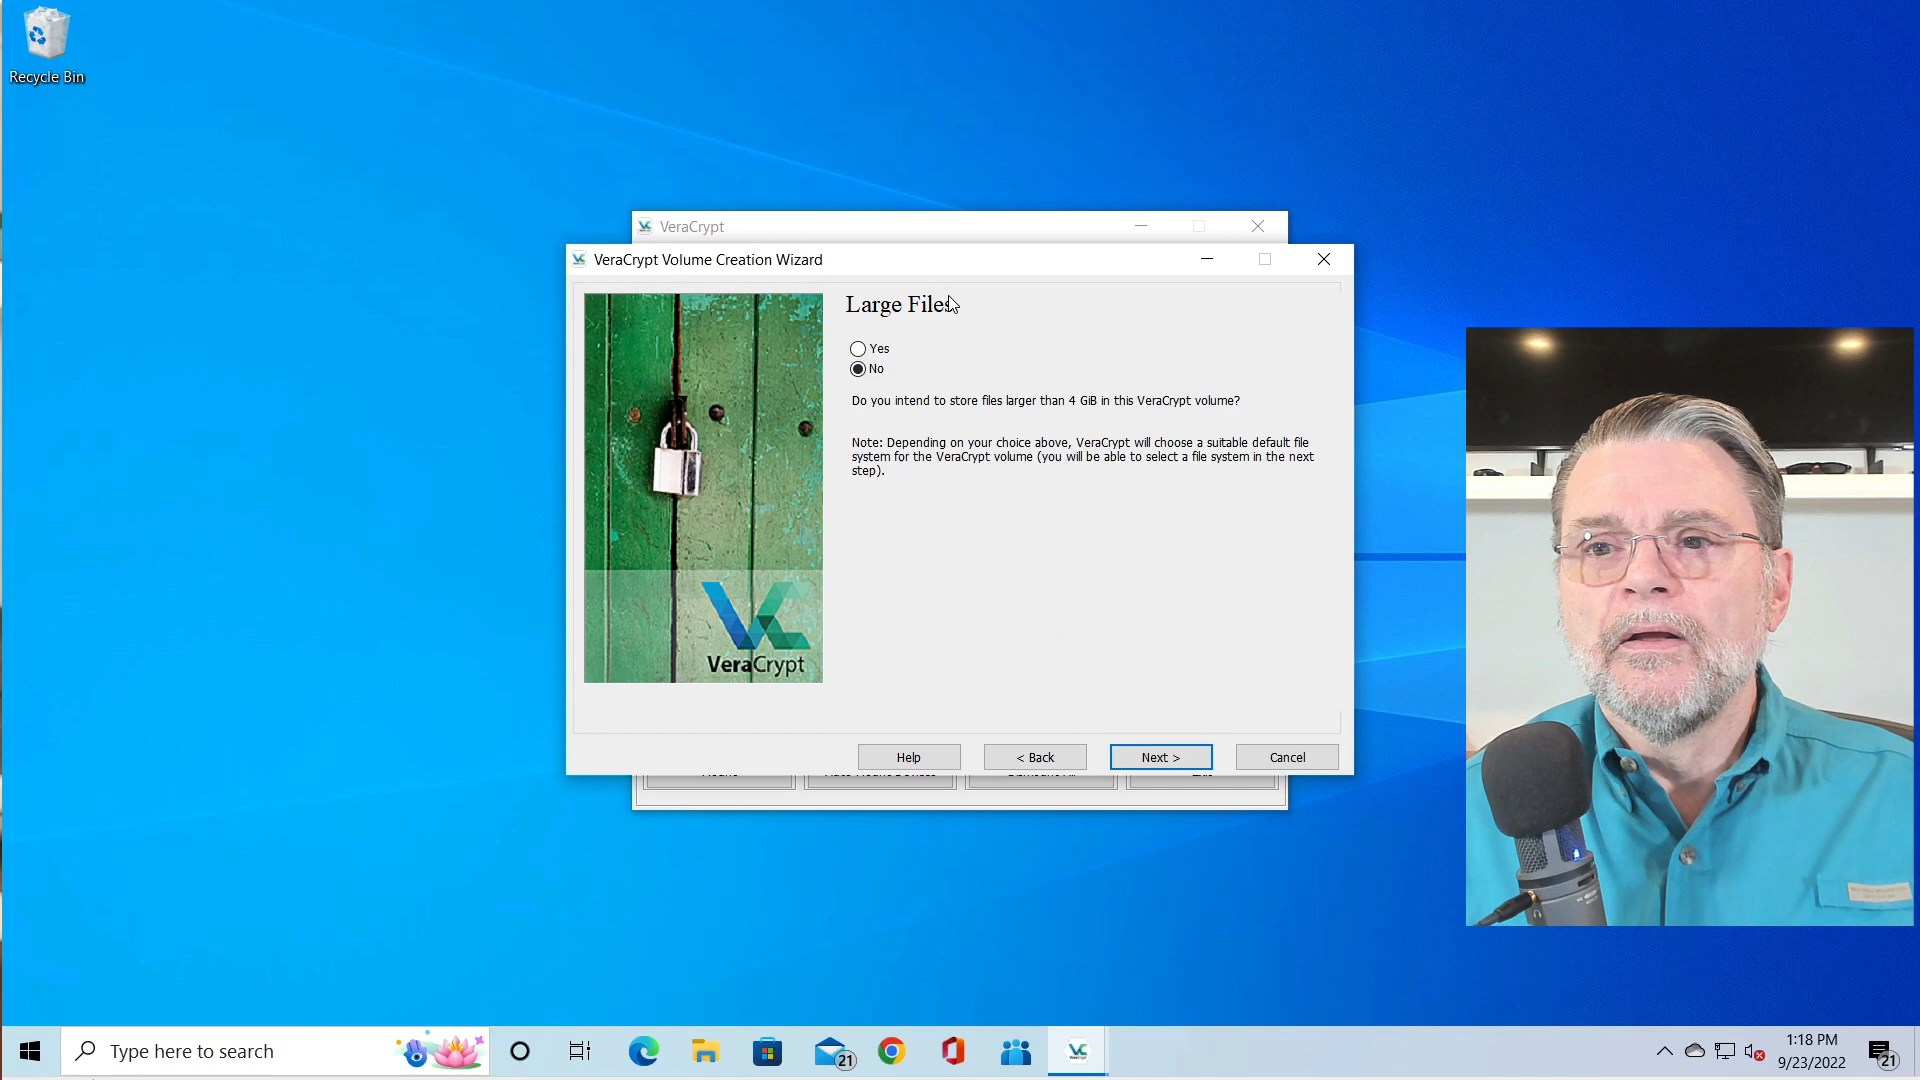 Recycle Bin
VeraCrypt
VeraCrypt Volume Creation Wizard
Large Files
Yes
No
Do you intend to store files larger than 4 GiB in this VeraCrypt volume?
Note: Depending on your choice above, VeraCrypt will choose a suitable default file
system for the VeraCrypt volume (you will be able to select a file system in the next
step).
VeraCrypt
Help
< Back
Next >
Cancel
Type here to search
21
1:18 PM
9/23/2022
21